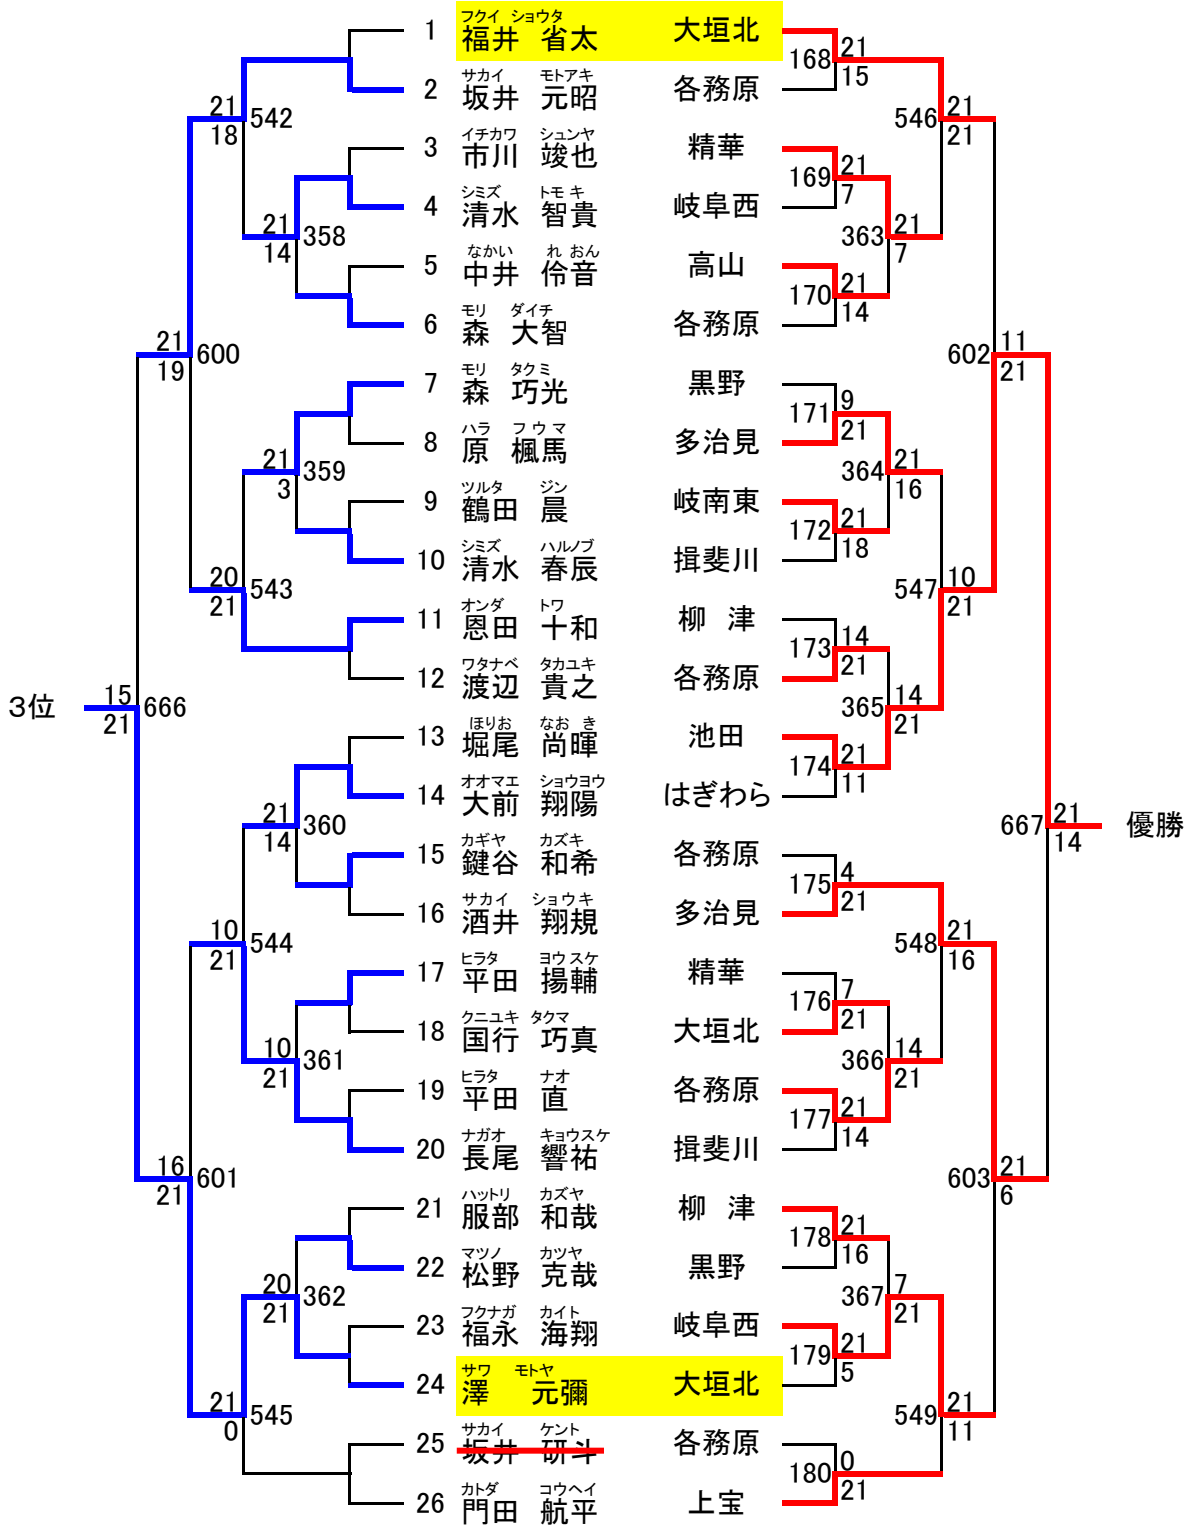 フクイ ショウタ
1 福井 省太 大垣北
168 21
15
サカイ モトアキ
2 坂井 元昭 各務原
21
18 542
546 21
21
イチカワ シュンヤ
3 市川 竣也 精華
169 21
7
シミズ トモキ
4 清水 智貴 岐阜西
21
14 358
363 21
7
なかい れおん
5 中井 伶音 高山
170 21
14
モリ ダイチ
6 森 大智 各務原
21
19 600
602 11
21
モリ タクミ
7 森 巧光 黒野
171 9
21
ハラ フウマ
8 原 楓馬 多治見
21
3 359
364 21
16
ツルタ ジン
9 鶴田 晨 岐南東
172 21
18
シミズ ハルノブ
10 清水 春辰 揖斐川
20
21 543
547 10
21
オンダ トワ
11 恩田 十和 柳津
173 14
21
ワタナベ タカユキ
12 渡辺 貴之 各務原
3位 15
21 666
365 14
21
ほりお なおき
13 堀尾 尚暉 池田
174 21
11
オオマエ ショウヨウ
14 大前 翔陽 はぎわら
21
14 360
667 21
14 優勝
カギヤ カズキ
15 鍵谷 和希 各務原
175 4
21
サカイ ショウキ
16 酒井 翔規 多治見
10
21 544
548 21
16
ヒラタ ヨウスケ
17 平田 揚輔 精華
176 7
21
クニユキ タクマ
18 国行 巧真 大垣北
10
21 361
366 14
21
ヒラタ ナオ
19 平田 直 各務原
177 21
14
ナガオ キョウスケ
20 長尾 響祐 揖斐川
16
21 601
603 21
6
ハットリ カズヤ
21 服部 和哉 柳津
178 21
16
マツノ カツヤ
22 松野 克哉 黒野
20
21 362
367 7
21
フクナガ カイト
23 福永 海翔 岐阜西
179 21
5
サワ モトヤ
24 澤 元彌 大垣北
21
0 545
549 21
11
サカイ ケント
25 坂井 研斗 各務原
180 0
21
カトダ コウヘイ
26 門田 航平 上宝